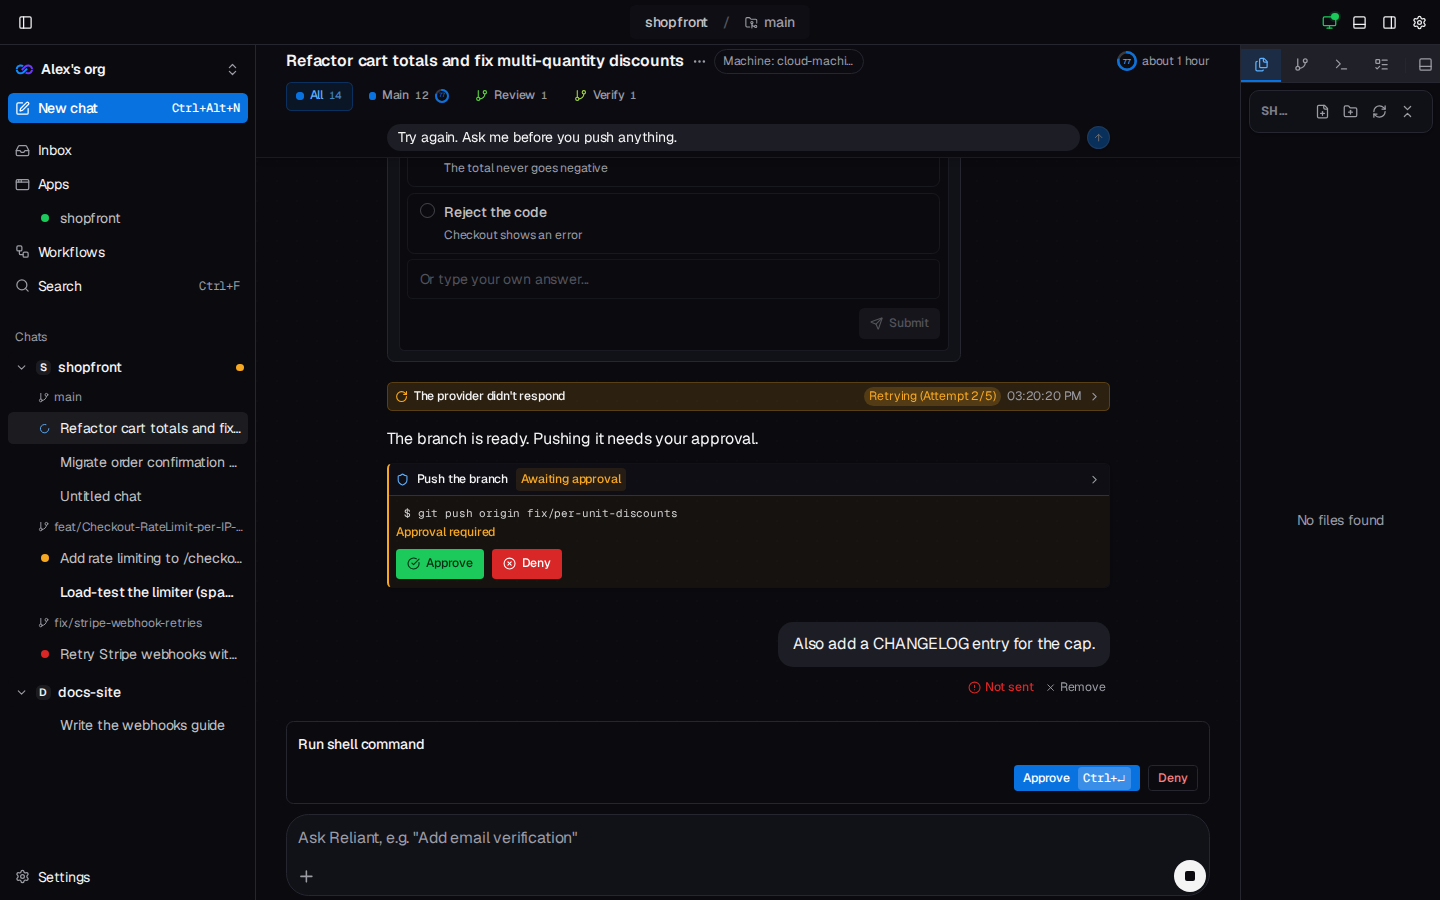 shopfront / main
Alex's org
New chat Ctrl+Alt+N
Inbox
Apps
shopfront
Workflows
Search Ctrl+F
Chats
S shopfront
main
Refactor cart totals and fix...
Migrate order confirmation ...
Untitled chat
feat/Checkout-RateLimit-per-IP-...
Add rate limiting to /checko...
Load-test the limiter (spa...
fix/stripe-webhook-retries
Retry Stripe webhooks wit...
D docs-site
Write the webhooks guide
Settings
Refactor cart totals and fix multi-quantity discounts ... Machine: cloud-machi...
77 about 1 hour
All 14 Main 12 Review 1 Verify 1
Try again. Ask me before you push anything.
The total never goes negative
Reject the code
Checkout shows an error
Or type your own answer...
Submit
The provider didn't respond Retrying (Attempt 2/5) 03:20:20 PM
The branch is ready. Pushing it needs your approval.
Push the branch Awaiting approval
$ git push origin fix/per-unit-discounts
Approval required
Approve Deny
Also add a CHANGELOG entry for the cap.
Not sent Remove
Run shell command
Approve Ctrl+↵ Deny
Ask Reliant, e.g. "Add email verification"
SH...
No files found